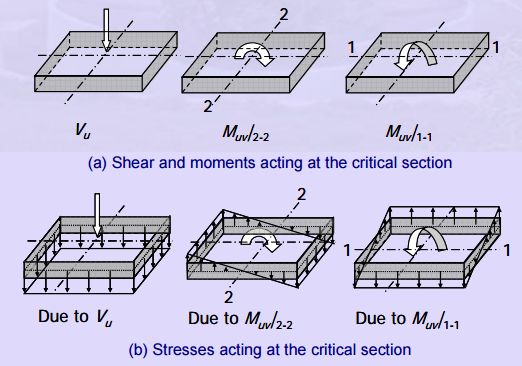 2
1 1
2
Vu Muv/2-2 Muv/1-1
(a) Shear and moments acting at the critical section
2
1 1
2
Due to Vu Due to Muv/2-2 Due to Muv/1-1
(b) Stresses acting at the critical section